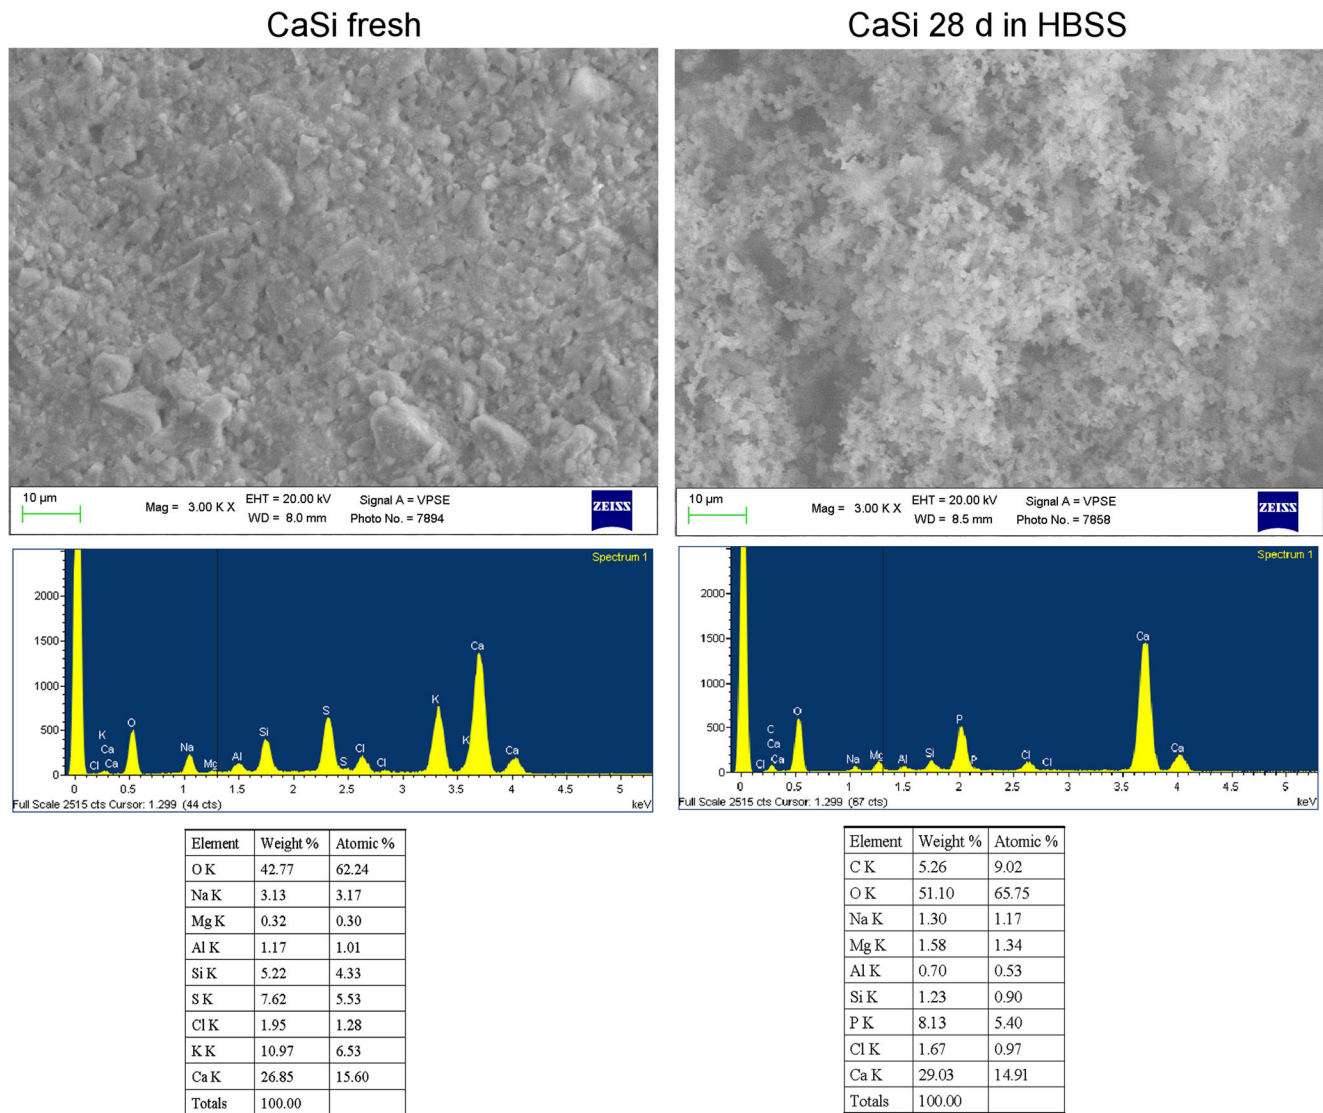 CaSi fresh
CaSi 28 d in HBSS
10 µm
Mag = 3.00 K X
EHT = 20.00 kV
WD = 8.0 mm
Signal A = VPSE
Photo No. = 7894
ZEISS
10 µm
Mag = 3.00 K X
EHT = 20.00 kV
WD = 8.5 mm
Signal A = VPSE
Photo No. = 7858
ZEISS
Spectrum 1
2000
1500
1000
500
0
K
Cl
Ca
Ca
O
Na
Mg
Al
Si
S
S
Cl
Cl
K
K
Ca
Ca
0 0.5 1 1.5 2 2.5 3 3.5 4 4.5 5
Full Scale 2515 cts Cursor: 1.299 (44 cts)
keV
Spectrum 1
2000
1500
1000
500
0
C
Ca
Cl
Ca
O
Na
Mg
Al
Si
P
P
Cl
Cl
Ca
Ca
0 0.5 1 1.5 2 2.5 3 3.5 4 4.5 5
Full Scale 2515 cts Cursor: 1.299 (67 cts)
keV
Element Weight % Atomic %
O K 42.77 62.24
Na K 3.13 3.17
Mg K 0.32 0.30
Al K 1.17 1.01
Si K 5.22 4.33
S K 7.62 5.53
Cl K 1.95 1.28
K K 10.97 6.53
Ca K 26.85 15.60
Totals 100.00
Element Weight % Atomic %
C K 5.26 9.02
O K 51.10 65.75
Na K 1.30 1.17
Mg K 1.58 1.34
Al K 0.70 0.53
Si K 1.23 0.90
P K 8.13 5.40
Cl K 1.67 0.97
Ca K 29.03 14.91
Totals 100.00